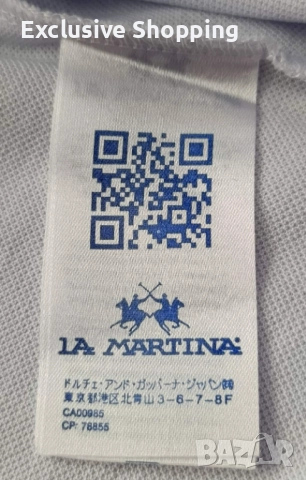 Exclusive Shopping
LA MARTINA
ドルチェ・アンド・ガッバーナ・ジャパン㈱
東京都港区北青山3-6-7-8F
CA00985
CP: 76855
BAZAR